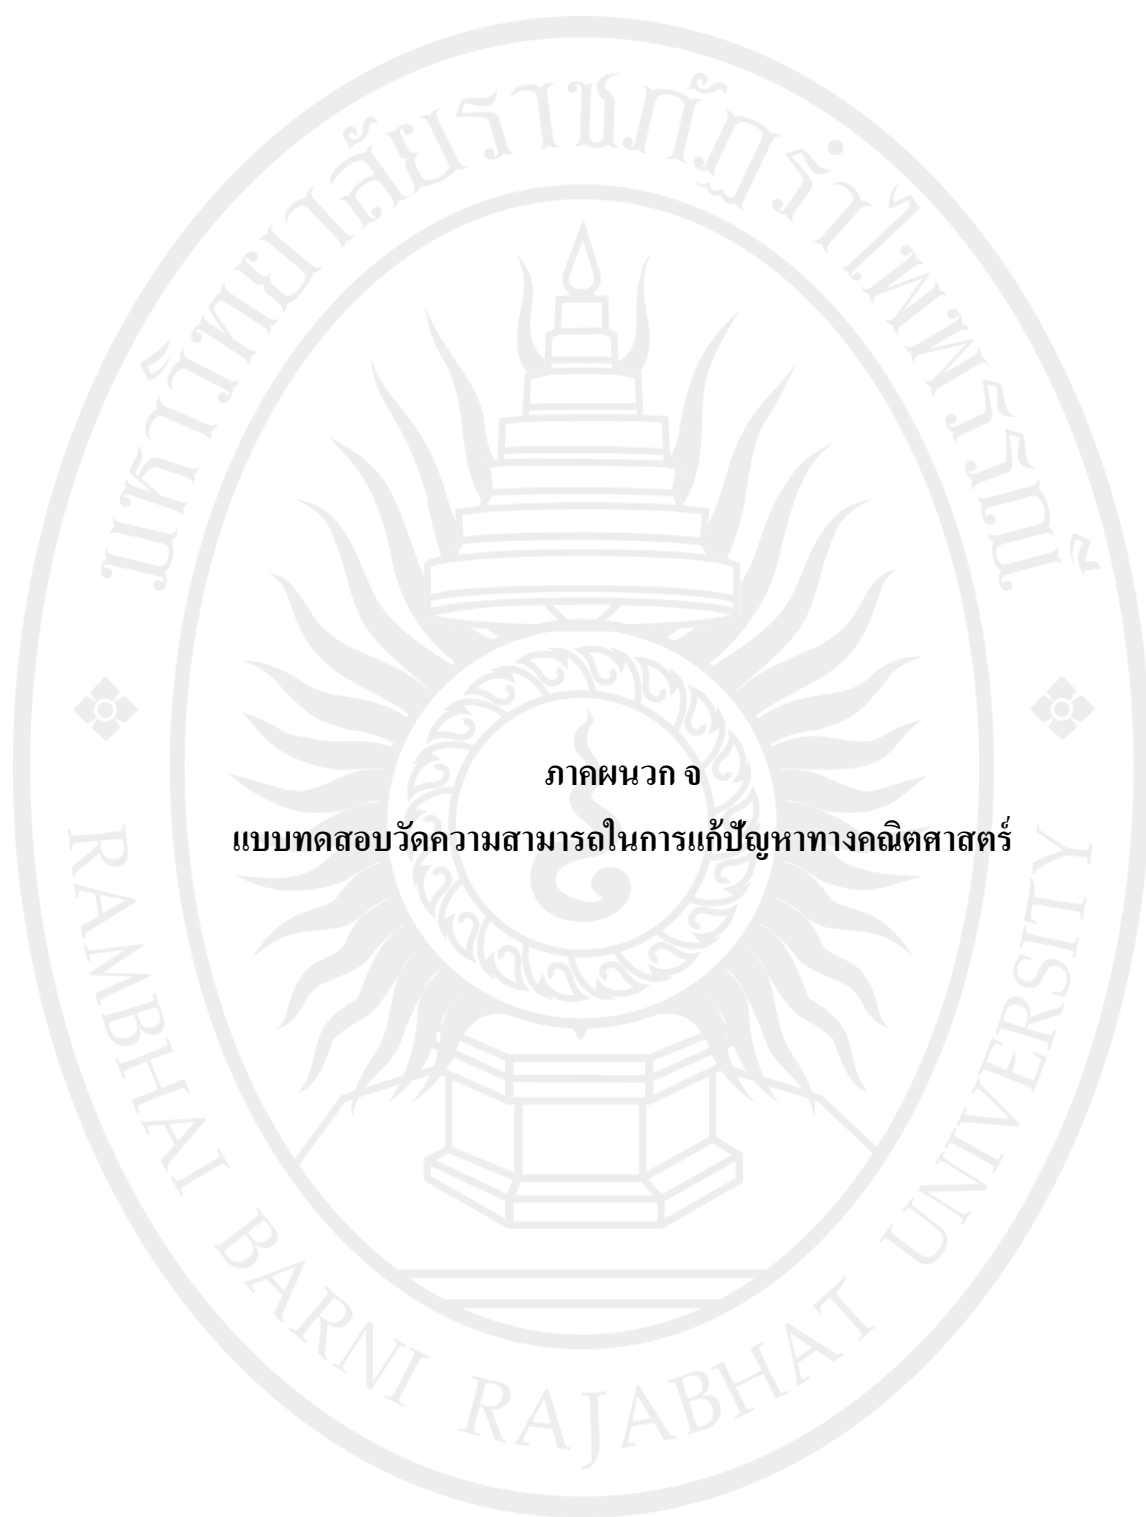 มหาวิทยาลัยราชภัฏรำไพพรรณี
ภาคผนวก จ
แบบทดสอบวัดความสามารถในการแก้ปัญหาทางคณิตศาสตร์
RAMBHAI BARNI RAJABHAT UNIVERSITY